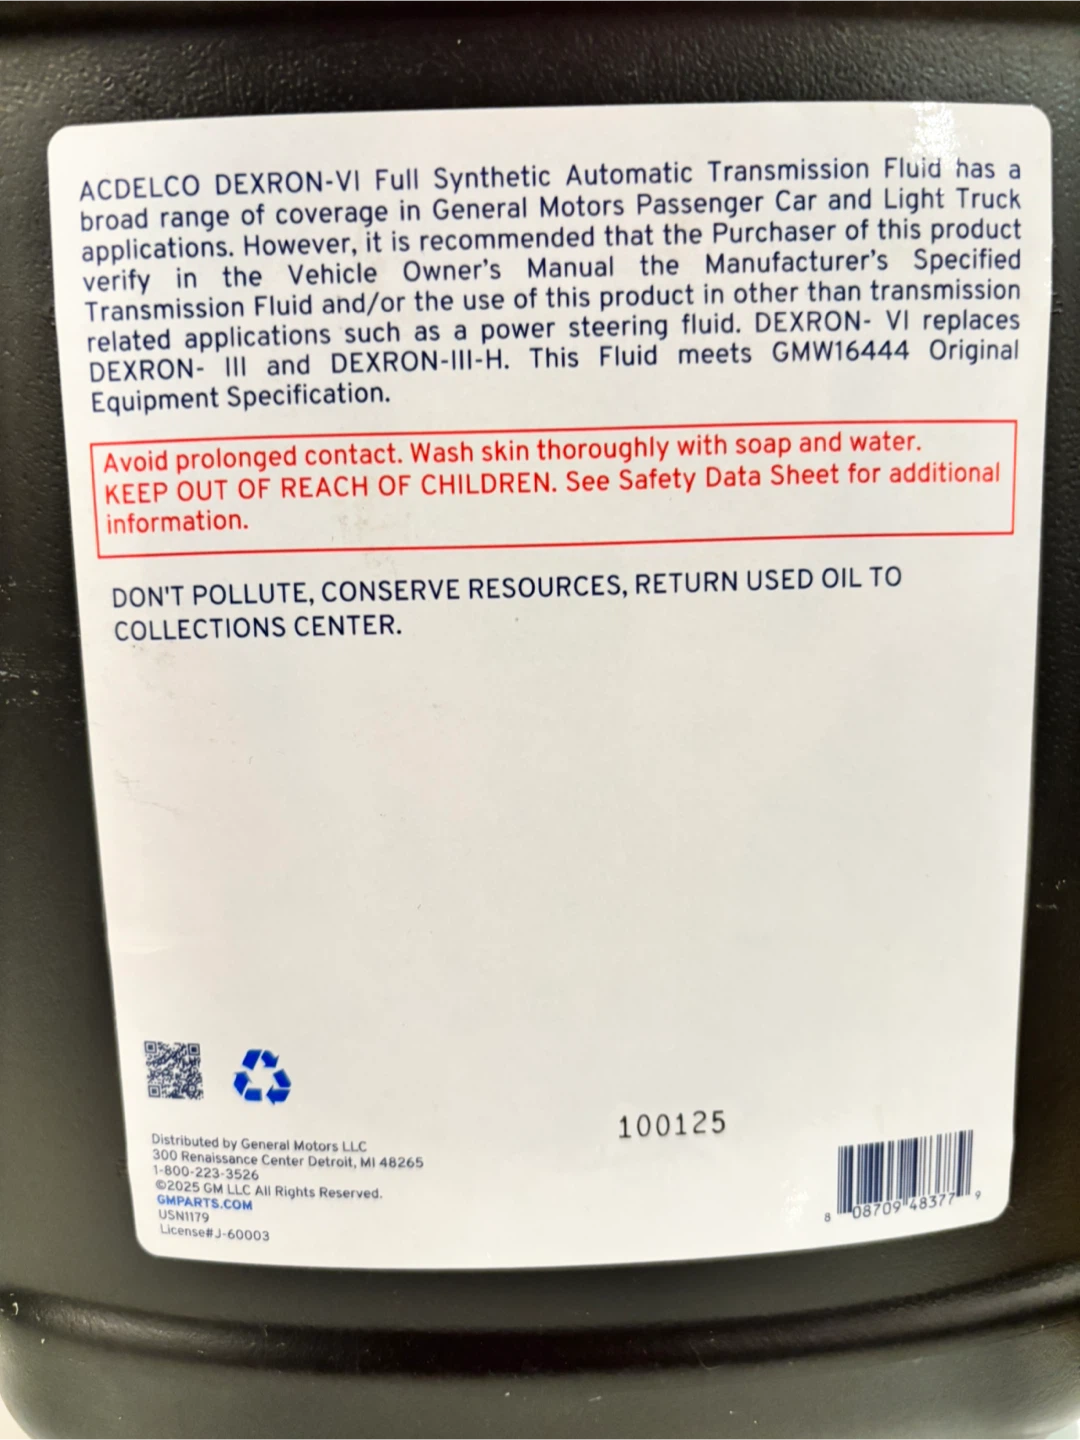 ACDELCO DEXRON-VI Full Synthetic Automatic Transmission Fluid has a
broad range of coverage in General Motors Passenger Car and Light Truck
applications. However, it is recommended that the Purchaser of this product
verify in the Vehicle Owner's Manual the Manufacturer's Specified
Transmission Fluid and/or the use of this product in other than transmission
related applications such as a power steering fluid. DEXRON- VI replaces
DEXRON- III and DEXRON-III-H. This Fluid meets GMW16444 Original
Equipment Specification.
Avoid prolonged contact. Wash skin thoroughly with soap and water.
KEEP OUT OF REACH OF CHILDREN. See Safety Data Sheet for additional
information.
DON'T POLLUTE, CONSERVE RESOURCES, RETURN USED OIL TO
COLLECTIONS CENTER.
Distributed by General Motors LLC
300 Renaissance Center Detroit, MI 48265
1-800-223-3526
©2025 GM LLC All Rights Reserved.
GMPARTS.COM
USN1179
License# J-60003
100125
8 08709 48377 9